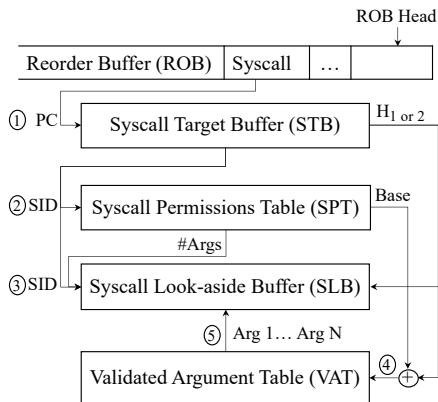 ROB Head
Reorder Buffer (ROB) Syscall ...
1 PC
Syscall Target Buffer (STB)
H1 or 2
2 SID
Syscall Permissions Table (SPT)
Base
#Args
3 SID
Syscall Look-aside Buffer (SLB)
5 Arg 1... Arg N
4
Validated Argument Table (VAT)
+